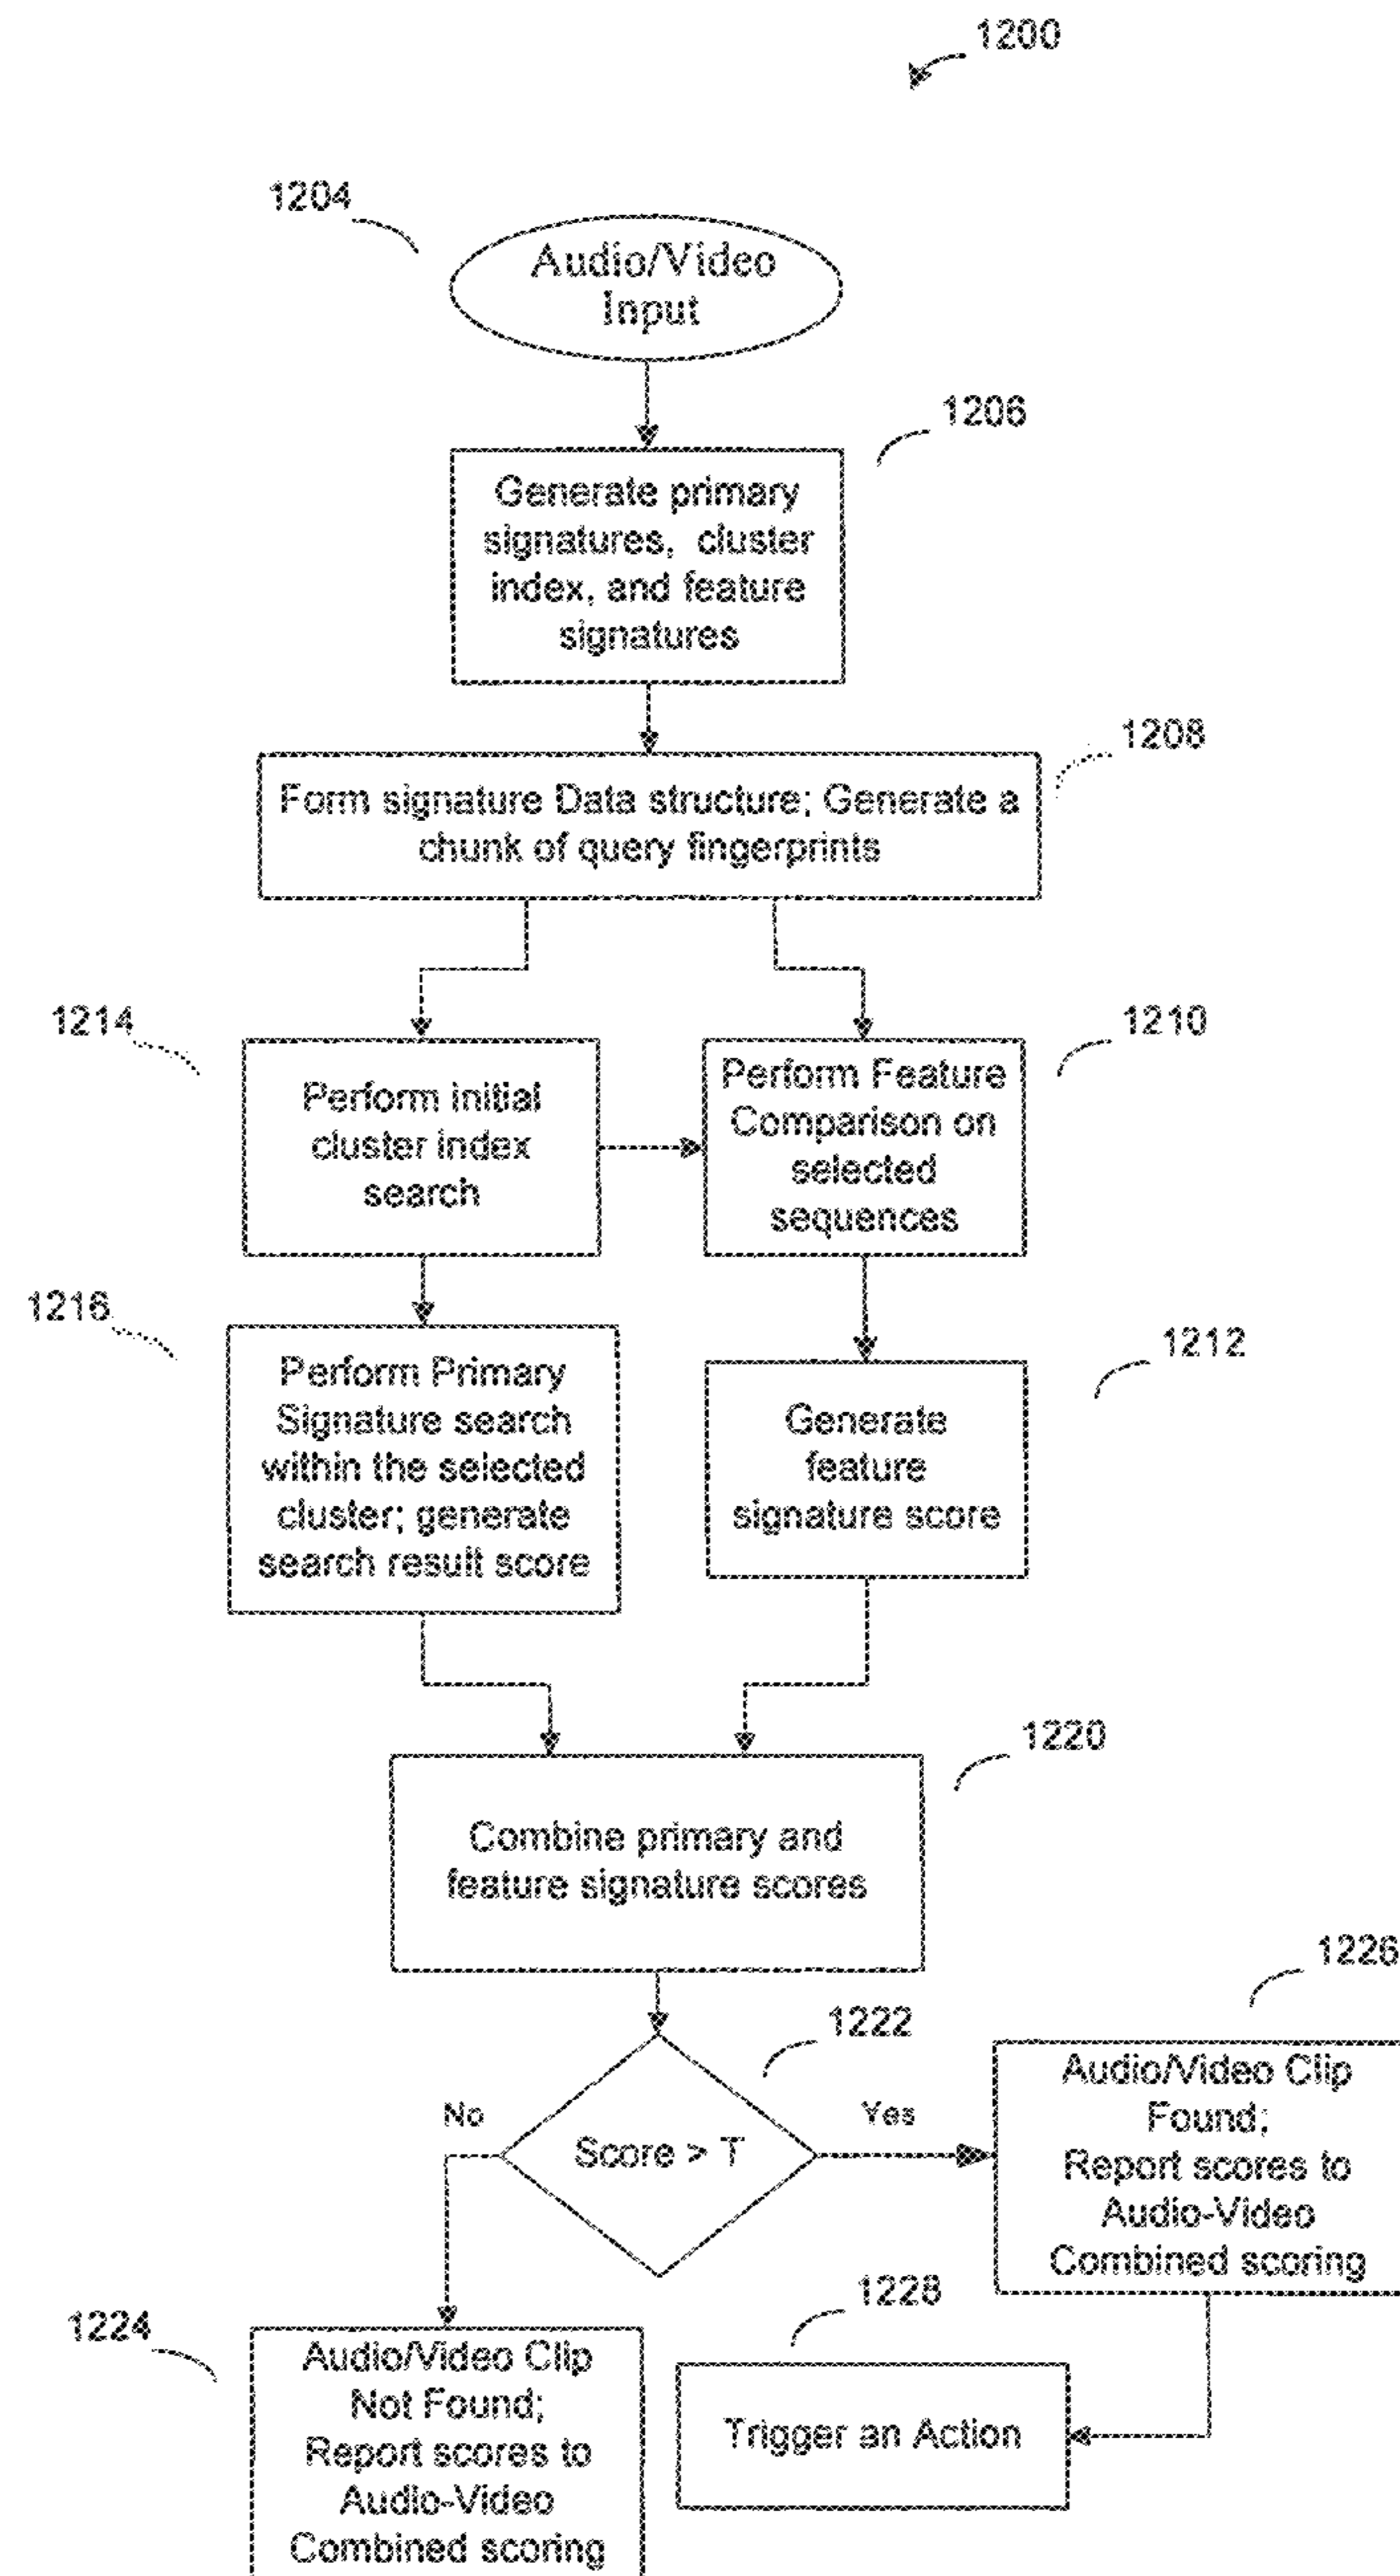 1200
1204
Audio/Video
Input
1206
Generate primary
signatures, cluster
index, and feature
signatures
1208
Form signature Data structure; Generate a
chunk of query fingerprints
1214
Perform initial
cluster index
search
1210
Perform Feature
Comparison on
selected
sequences
1216
Perform Primary
Signature search
within the selected
cluster; generate
search result score
1212
Generate
feature
signature score
1220
Combine primary and
feature signature scores
1222
Score > T
No
Yes
1226
Audio/Video Clip
Found;
Report scores to
Audio-Video
Combined scoring
1224
Audio/Video Clip
Not Found;
Report scores to
Audio-Video
Combined scoring
1228
Trigger an Action